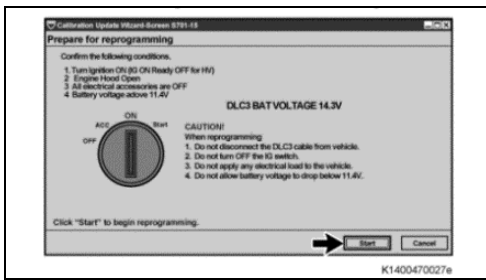 Calibration Update Wizard-Screen S701-15
Prepare for reprogramming
Confirm the following conditions.
1. Turn Ignition ON (IG ON Ready OFF for HV)
2 Engine Hood Open
3 All electrical accessories are OFF
4 Battery voltage adove 11.4V
DLC3 BAT VOLTAGE 14.3V
ON
ACC
Start
OFF
CAUTION!
When reprogramming
1. Do not disconnect the DLC3 cable from vehicle.
2. Do not turn OFF the IG switch.
3. Do not apply any electrical load to the vehicle.
4. Do not allow battery voltage to drop below 11.4V.
Click "Start" to begin reprogramming.
Start
Cancel
K1400470027e